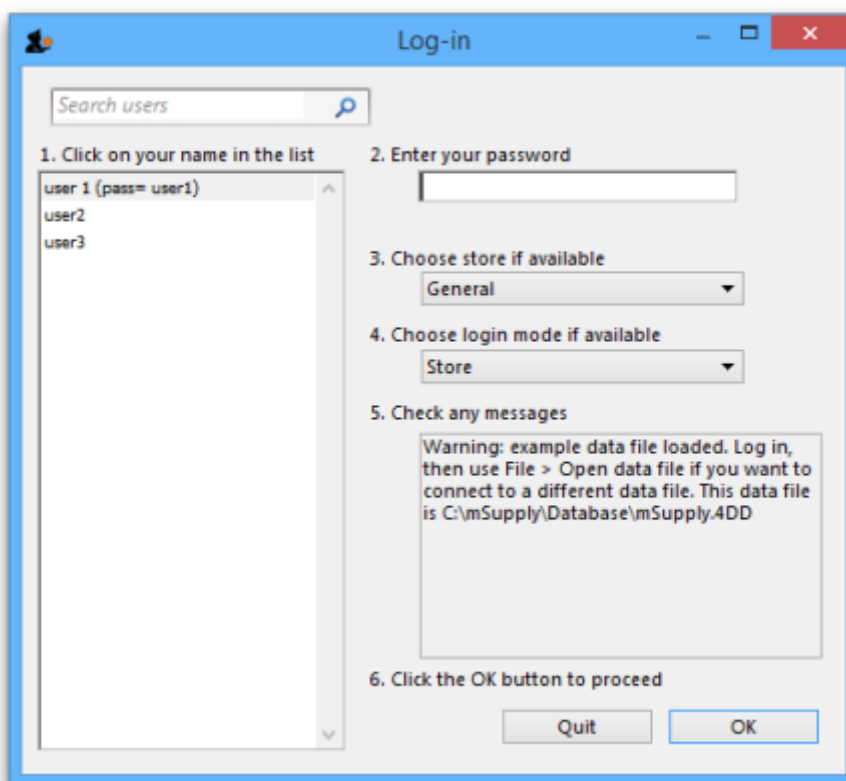 Log-in
Search users
1. Click on your name in the list
user 1 (pass= user1)
user2
user3
2. Enter your password
3. Choose store if available
General
4. Choose login mode if available
Store
5. Check any messages
Warning: example data file loaded. Log in,
then use File > Open data file if you want to
connect to a different data file. This data file
is C:\mSupply\Database\mSupply.4DD
6. Click the OK button to proceed
Quit
OK